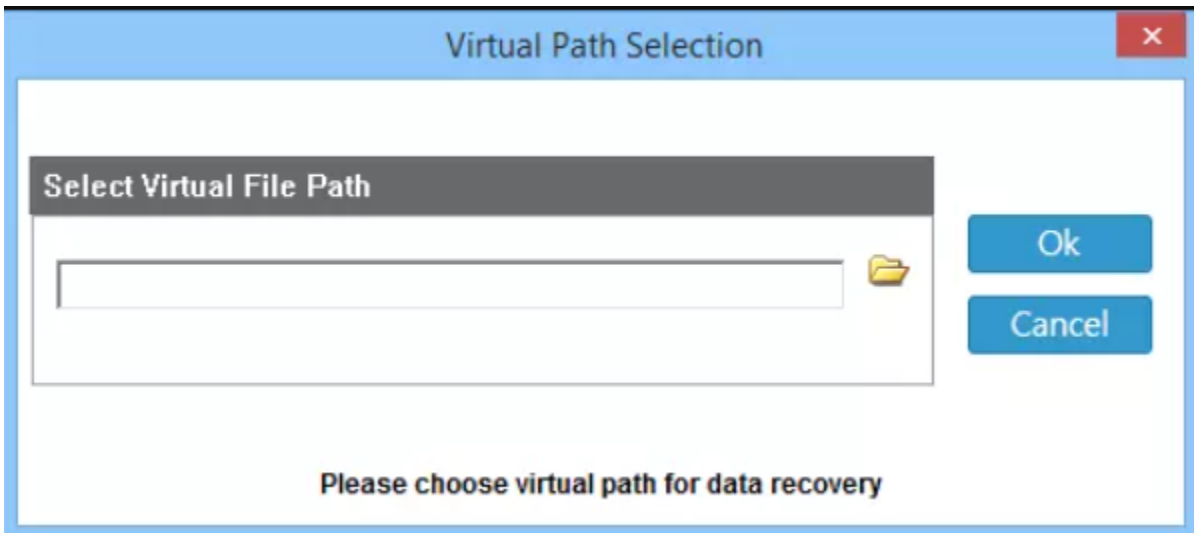 Virtual Path Selection
Select Virtual File Path
Ok
Cancel
Please choose virtual path for data recovery